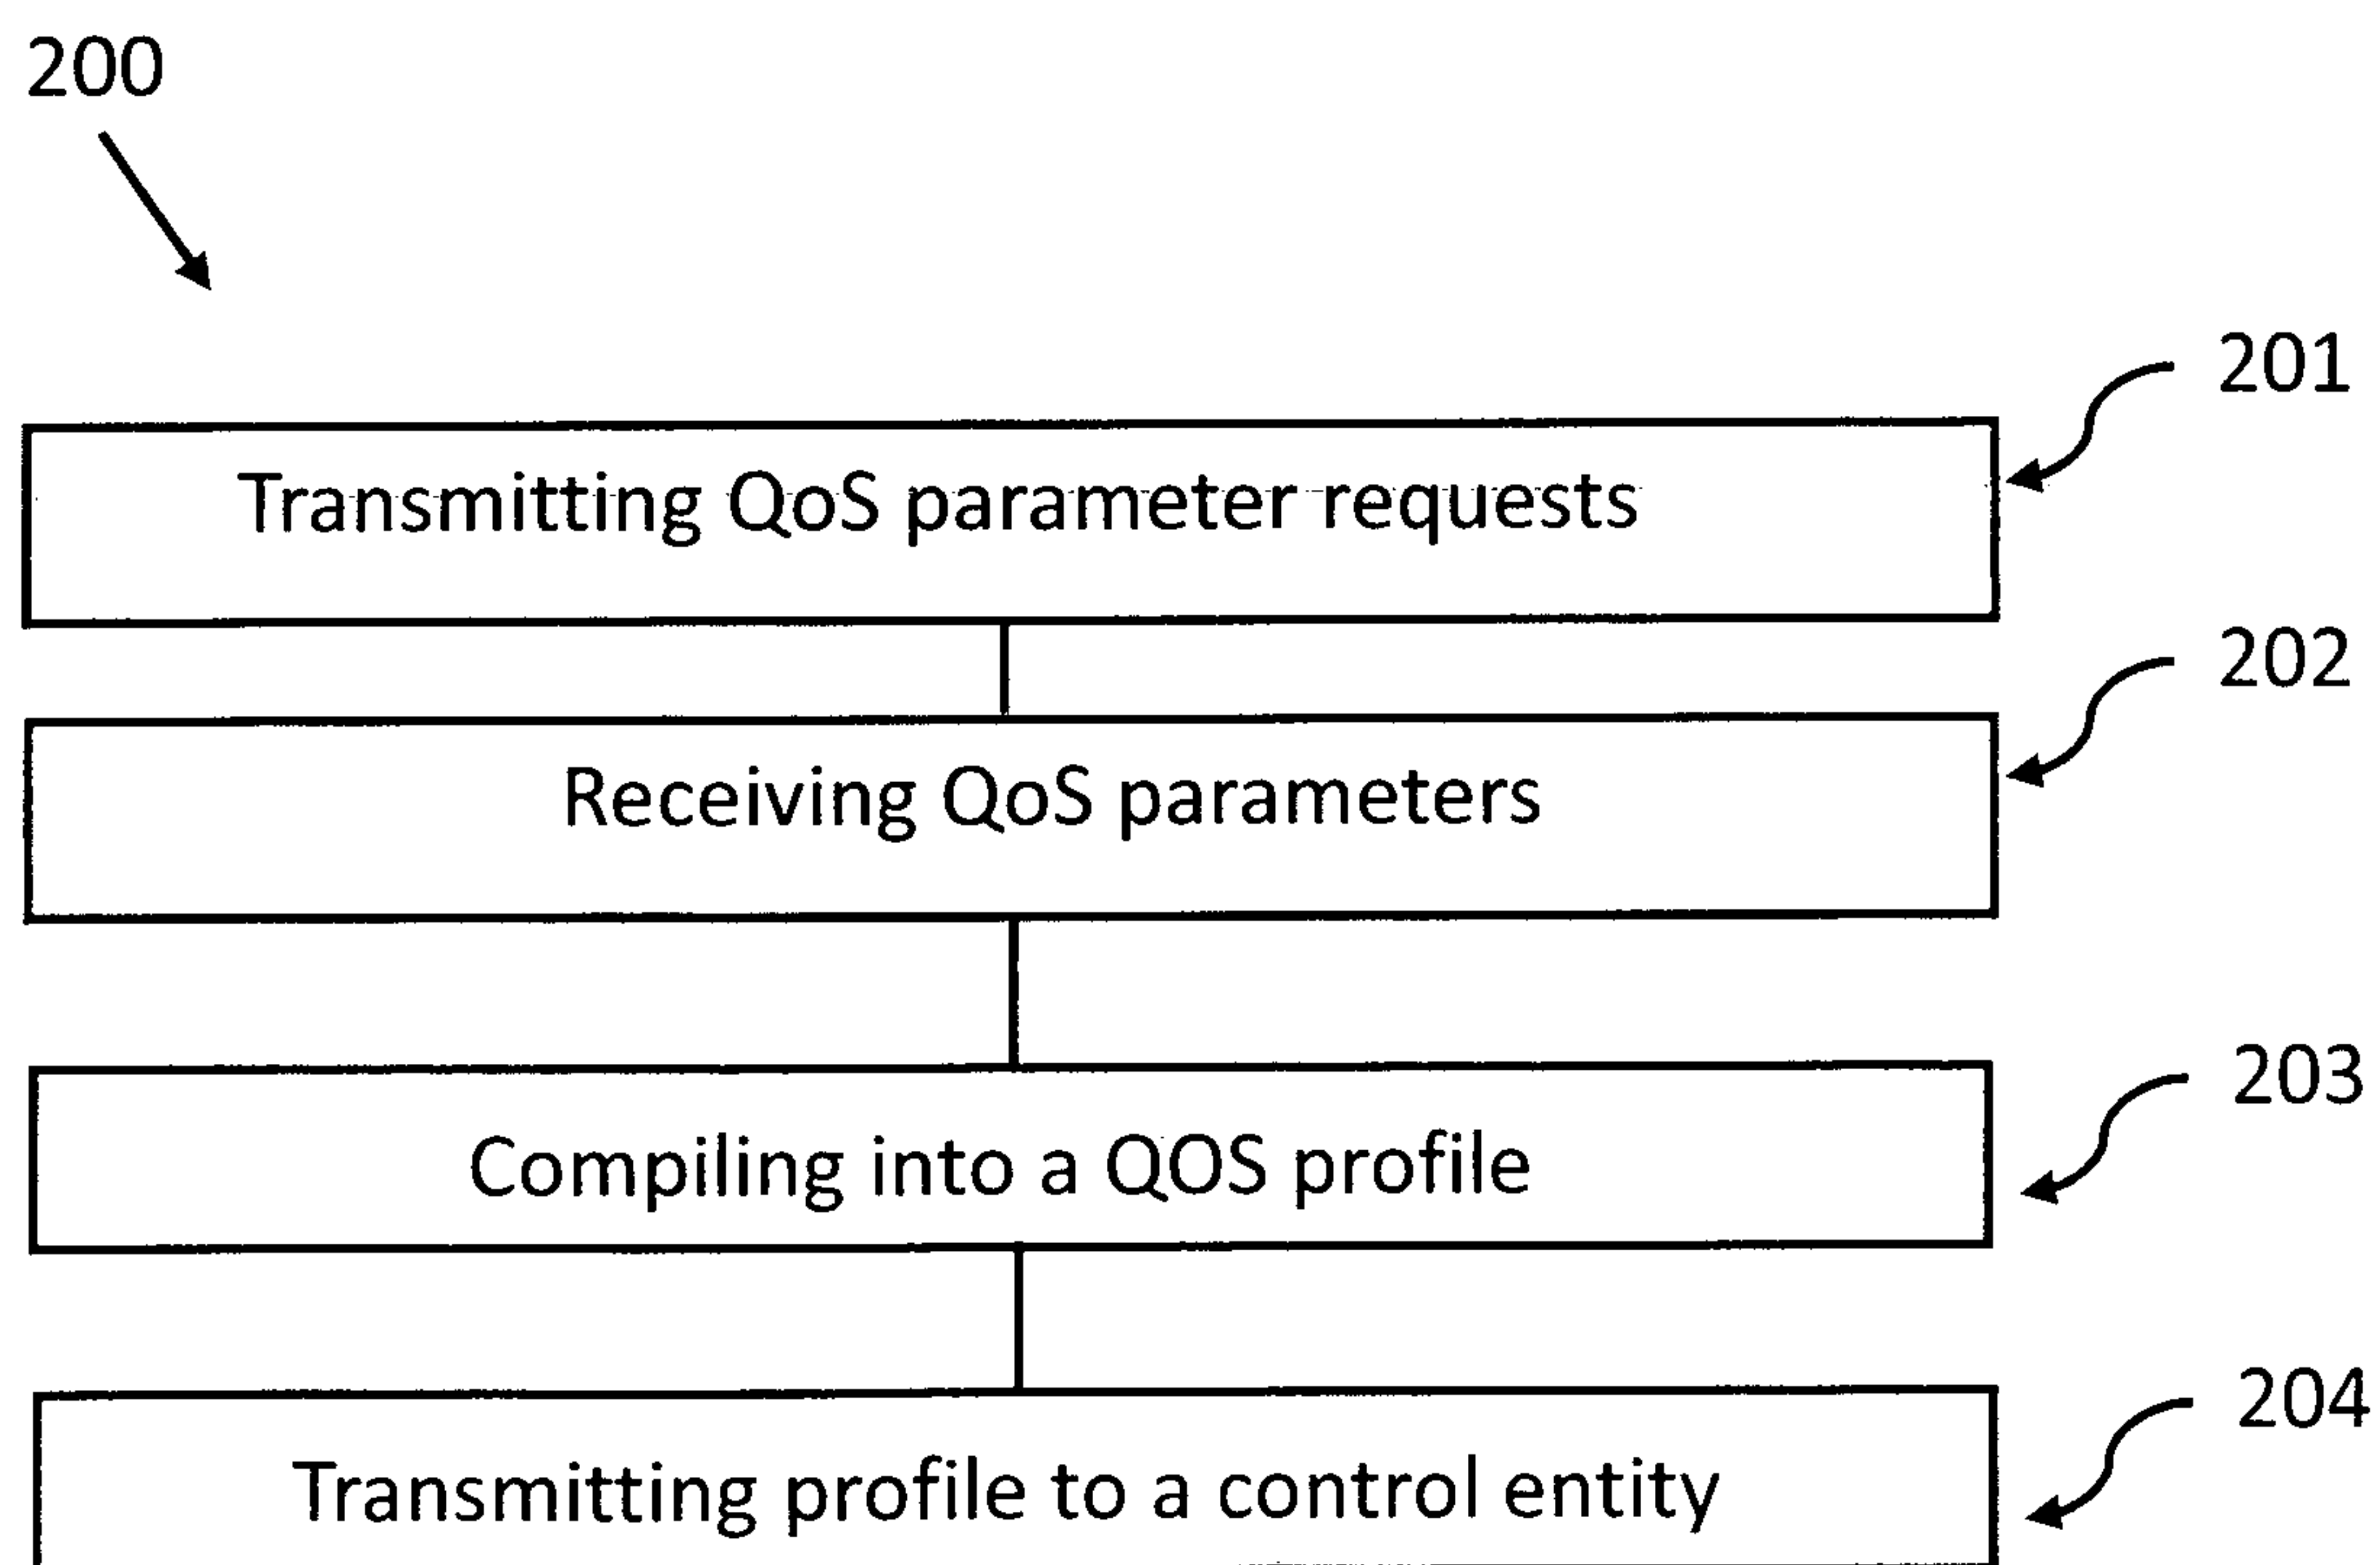 200
201
Transmitting QoS parameter requests
202
Receiving QoS parameters
203
Compiling into a QOS profile
204
Transmitting profile to a control entity